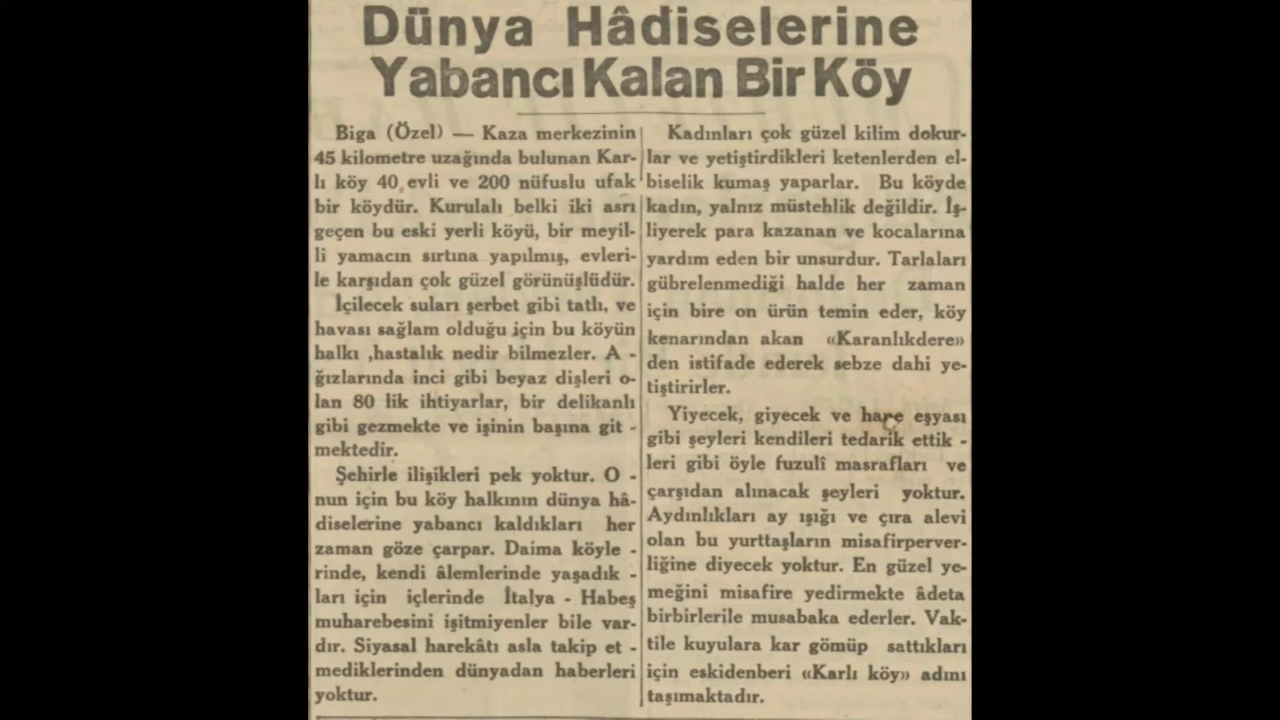 Dünya Hâdiselerine
Yabancı Kalan Bir Köy
Biga (Özel) — Kaza merkezinin
45 kilometre uzağında bulunan Kar-
lı köy 40 evli ve 200 nüfuslu ufak
bir köydür. Kurulalı belki iki asrı
geçen bu eski yerli köyü, bir meyil-
li yamacın sırtına yapılmış, evleri-
le karşıdan çok güzel görünüşlüdür.
İçilecek suları şerbet gibi tatlı, ve
havası sağlam olduğu için bu köyün
halkı ,hastalık nedir bilmezler. A -
ğızlarında inci gibi beyaz dişleri o-
lan 80 lik ihtiyarlar, bir delikanlı
gibi gezmekte ve işinin başına git -
mektedir.
Şehirle ilişikleri pek yoktur. O -
nun için bu köy halkının dünya hâ-
diselerine yabancı kaldıkları her
zaman göze çarpar. Daima köyle -
rinde, kendi âlemlerinde yaşadık -
ları için içlerinde İtalya - Habeş
muharebesini işitmiyenler bile var-
dır. Siyasal harekâtı asla takip et -
mediklerinden dünyadan haberleri
yoktur.
Kadınları çok güzel kilim dokur-
lar ve yetiştirdikleri ketenlerden el-
biselik kumaş yaparlar. Bu köyde
kadın, yalnız müstehlik değildir. İş-
liyerek para kazanan ve kocalarına
yardım eden bir unsurdur. Tarlaları
gübrelenmediği halde her zaman
için bire on ürün temin eder, köy
kenarından akan «Karanlıkdere»
den istifade ederek sebze dahi ye-
tiştirirler.
Yiyecek, giyecek ve hare eşyası
gibi şeyleri kendileri tedarik ettik -
leri gibi öyle fuzulî masrafları ve
çarşıdan alınacak şeyleri yoktur.
Aydınlıkları ay ışığı ve çıra alevi
olan bu yurttaşların misafirperver-
liğine diyecek yoktur. En güzel ye-
meğini misafire yedirmekte âdeta
birbirlerile musabaka ederler. Vak-
tile kuyulara kar gömüp sattıkları
için eskidenberi «Karlı köy» adını
taşımaktadır.